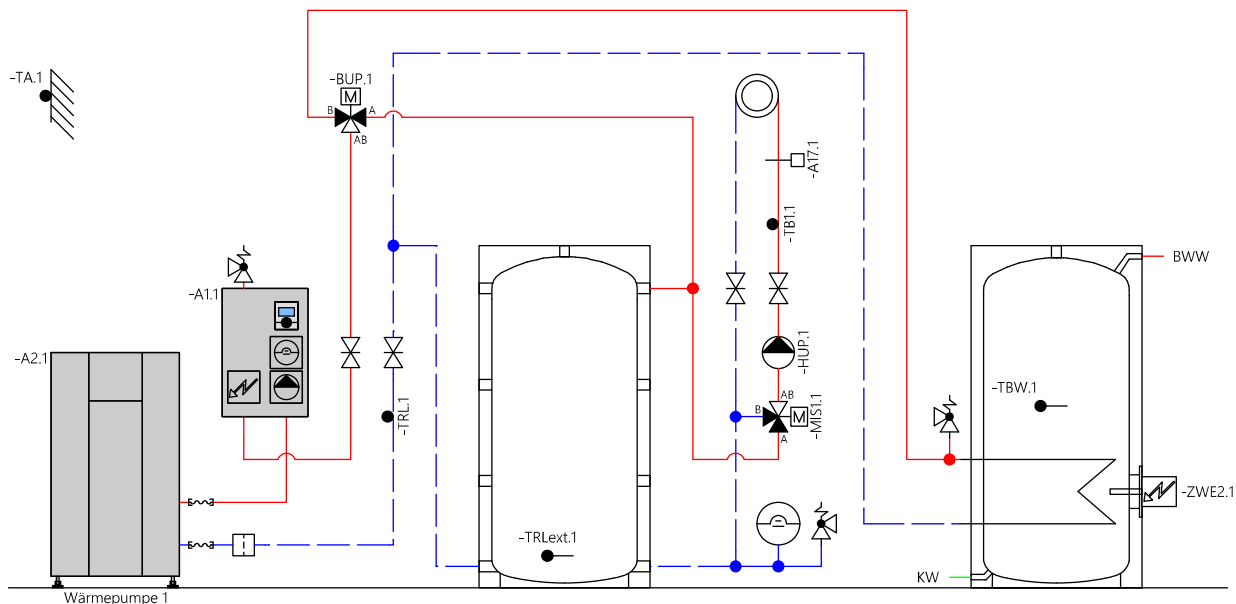 -TA.1
-BUP.1
M
B
A
AB
-A17.1
-TB1.1
BWW
-A1.1
-HUP.1
-A2.1
-TBW.1
AB
B
M
A
-MIS1.1
-TRL.1
-ZWE2.1
-TRLext.1
KW
Wärmepumpe 1